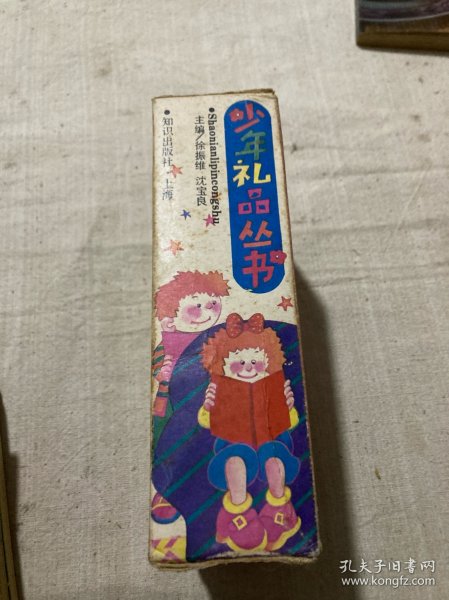 少年礼品丛书
•Shaonianlipincongshu
主编/徐振维 沈宝良
•知识出版社·上海
孔夫子旧书网
www.kongfz.com